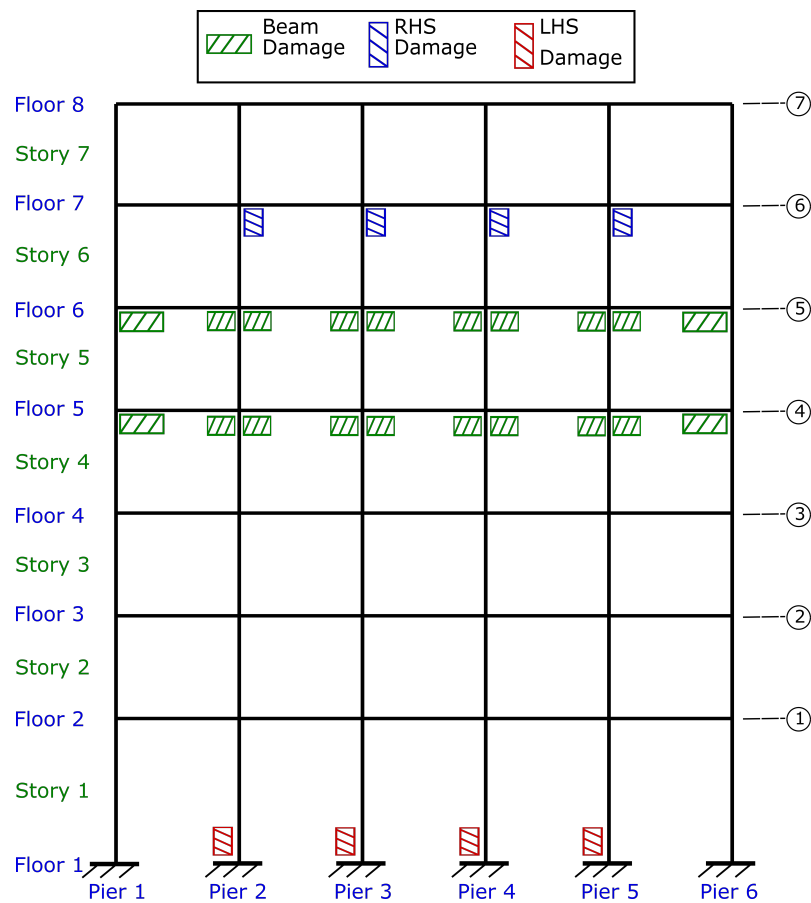 Beam
Damage
RHS
Damage
LHS
Damage
Floor 8
7
Story 7
Floor 7
6
Story 6
Floor 6
5
Story 5
Floor 5
4
Story 4
Floor 4
3
Story 3
Floor 3
2
Story 2
Floor 2
1
Story 1
Floor 1
Pier 1 Pier 2 Pier 3 Pier 4 Pier 5 Pier 6